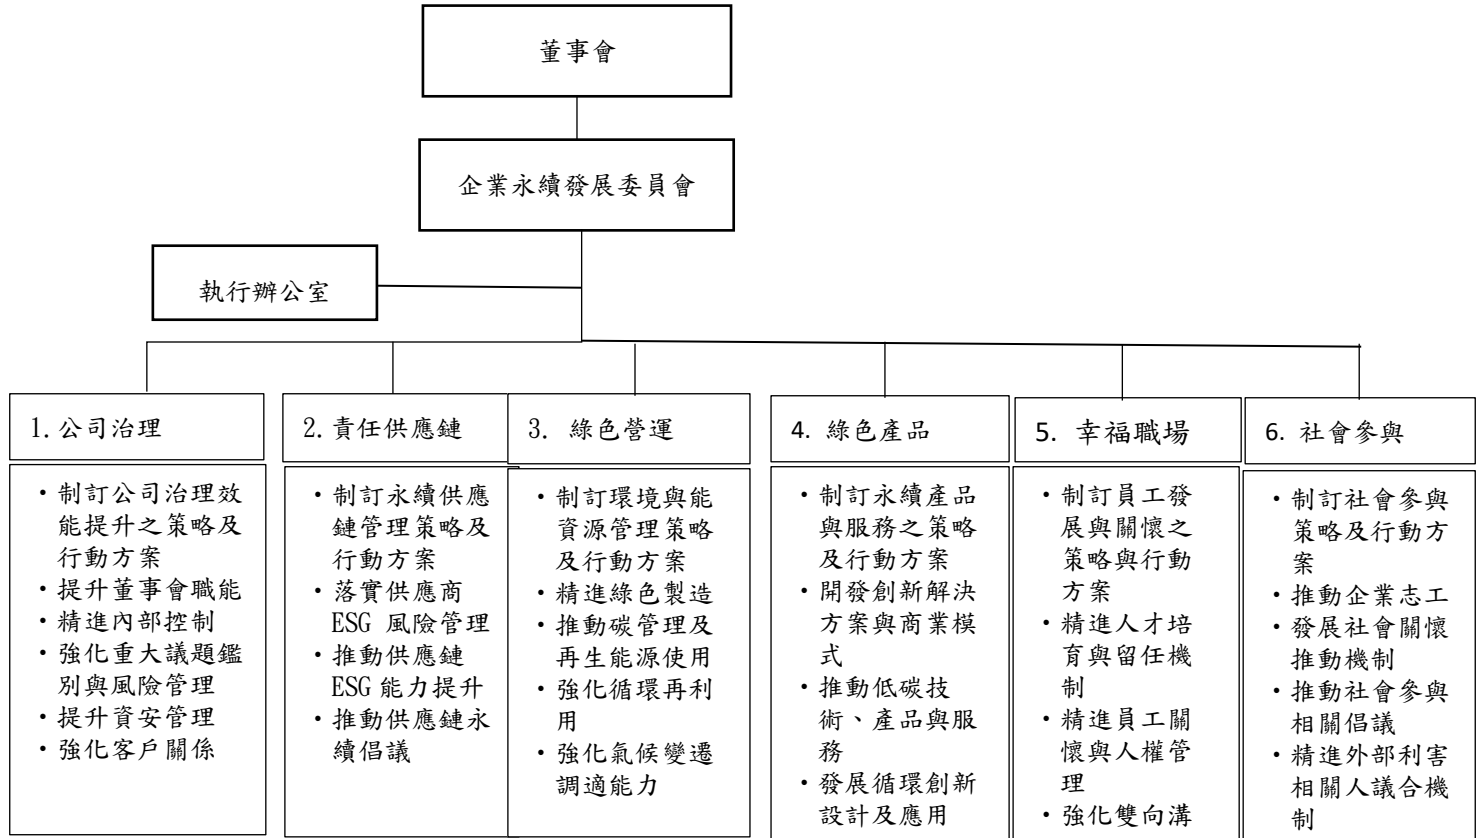 董事會
企業永續發展委員會
執行辦公室
1.公司治理
・制訂公司治理效
能提升之策略及
行動方案
・提升董事會職能
・精進內部控制
・強化重大議題鑑
別與風險管理
・提升資安管理
・強化客戶關係
2.責任供應鏈
・制訂永續供應
鏈管理策略及
行動方案
・落實供應商
ESG 風險管理
・推動供應鏈
ESG 能力提升
・推動供應鏈永
續倡議
3. 綠色營運
・制訂環境與能
資源管理策略
及行動方案
・精進綠色製造
・推動碳管理及
再生能源使用
・強化循環再利
用
・強化氣候變遷
調適能力
4. 綠色產品
・制訂永續產品
與服務之策略
及行動方案
・開發創新解決
方案與商業模
式
・推動低碳技
術、產品與服
務
・發展循環創新
設計及應用
5. 幸福職場
・制訂員工發
展與關懷之
策略與行動
方案
・精進人才培
育與留任機
制
・精進員工關
懷與人權管
理
・強化雙向溝
6. 社會參與
・制訂社會參與
策略及行動方
案
・推動企業志工
・發展社會關懷
推動機制
・推動社會參與
相關倡議
・精進外部利害
相關人議合機
制